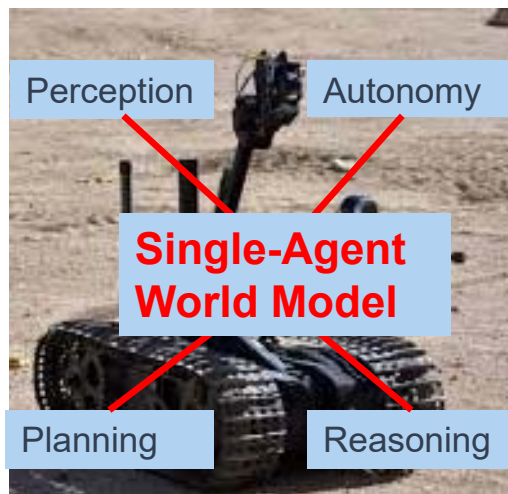 Perception
Autonomy
Single-Agent
World Model
Planning
Reasoning